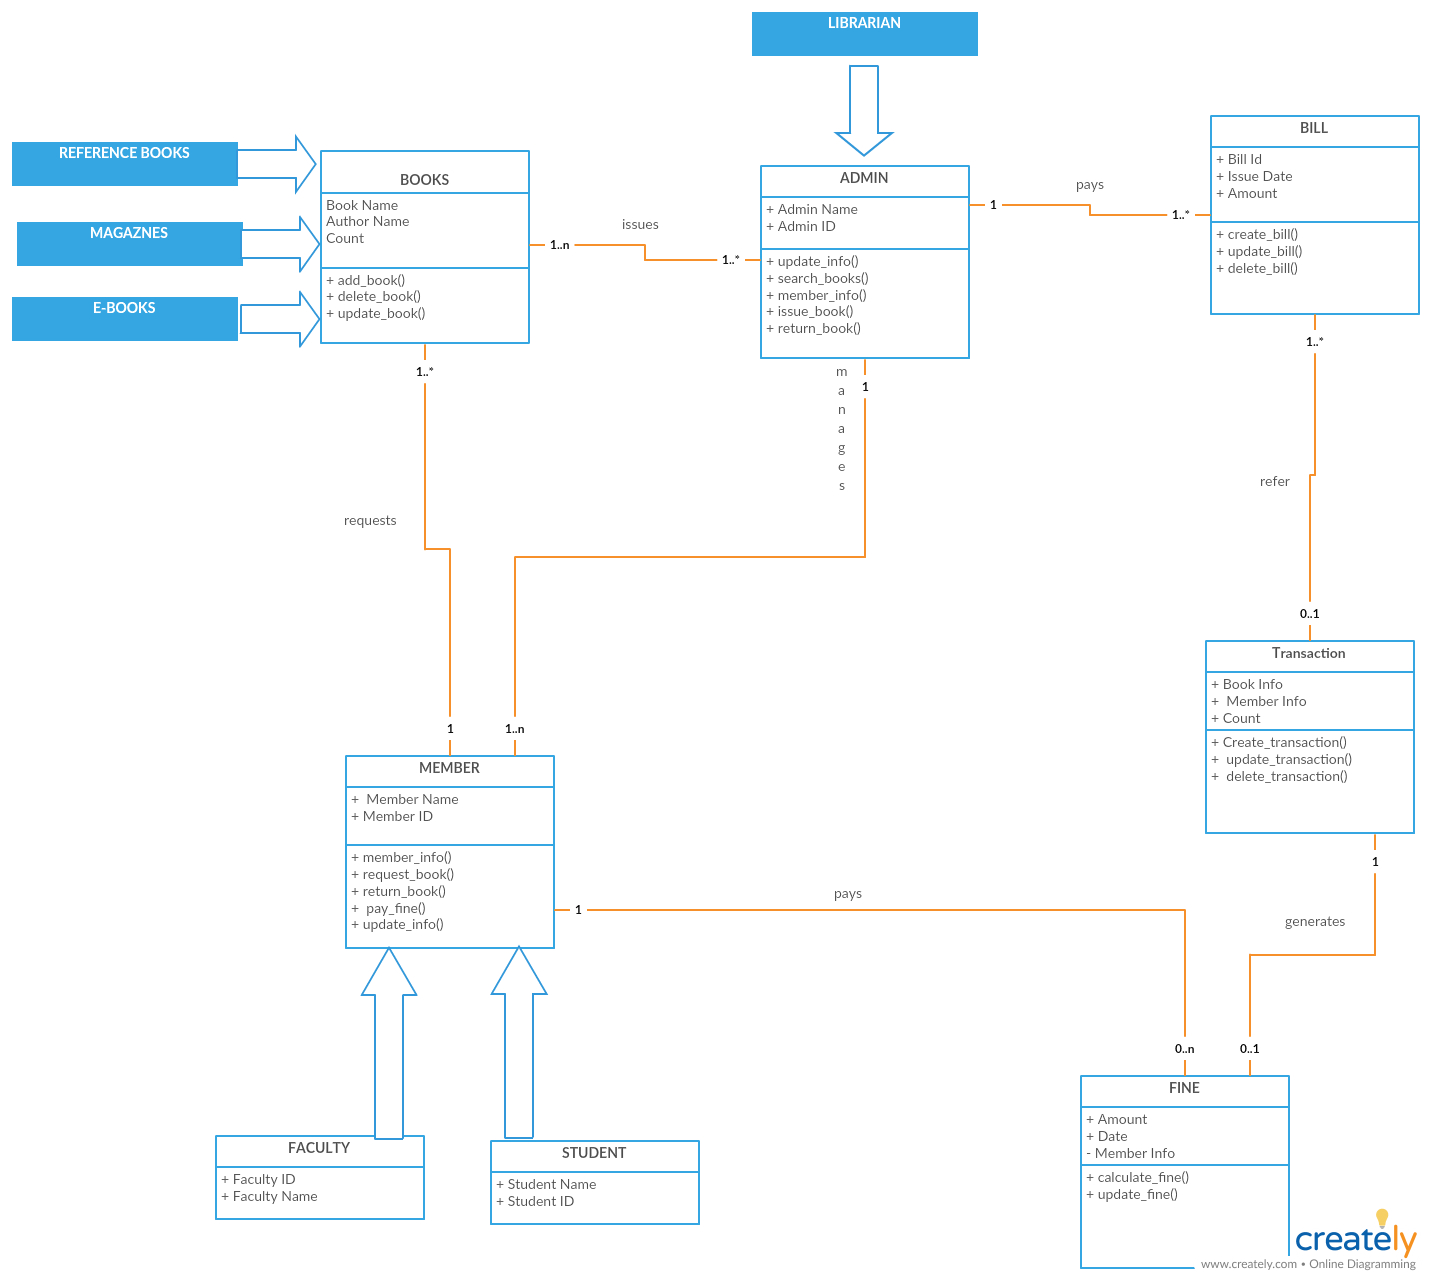 LIBRARIAN
REFERENCE BOOKS
MAGAZNES
E-BOOKS
BOOKS
Book Name
Author Name
Count
+ add_book()
+ delete_book()
+ update_book()
issues
1..n
1..*
ADMIN
+ Admin Name
+ Admin ID
+ update_info()
+ search_books()
+ member_info()
+ issue_book()
+ return_book()
pays
1
1..*
BILL
+ Bill Id
+ Issue Date
+ Amount
+ create_bill()
+ update_bill()
+ delete_bill()
1..*
requests
1
m
a
n
a
g
e
s
1
1..n
1..*
refer
0..1
Transaction
+ Book Info
+  Member Info
+ Count
+ Create_transaction()
+  update_transaction()
+  delete_transaction()
MEMBER
+  Member Name
+ Member ID
+ member_info()
+ request_book()
+ return_book()
+  pay_fine()
+ update_info()
1
pays
0..n
1
generates
0..1
FACULTY
+ Faculty ID
+ Faculty Name
STUDENT
+ Student Name
+ Student ID
FINE
+ Amount
+ Date
- Member Info
+ calculate_fine()
+ update_fine()
creately
www.creately.com • Online Diagramming